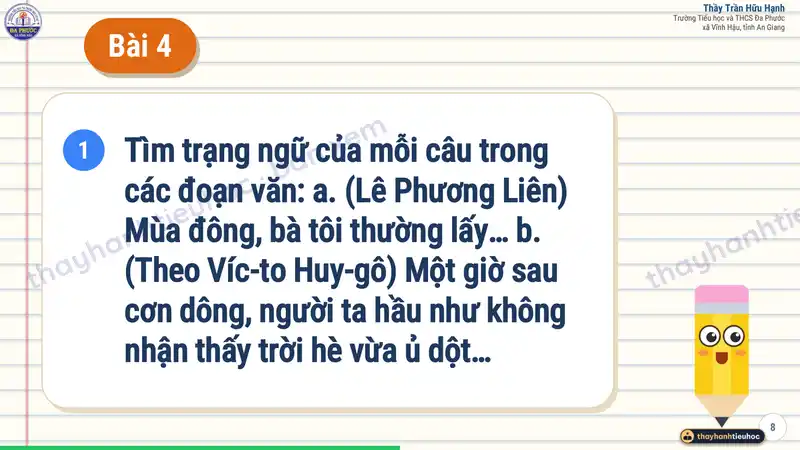 Thầy Trần Hữu Hạnh
Trường Tiểu học và THCS Đa Phước
xã Vĩnh Hậu, tỉnh An Giang
ĐA PHƯỚC
Bài 4
1
Tìm trạng ngữ của mỗi câu trong
các đoạn văn: a. (Lê Phương Liên)
Mùa đông, bà tôi thường lấy... b.
(Theo Víc-to Huy-gô) Một giờ sau
cơn dông, người ta hầu như không
nhận thấy trời hè vừa ủ dột...
thayhanhtieuhoc
8